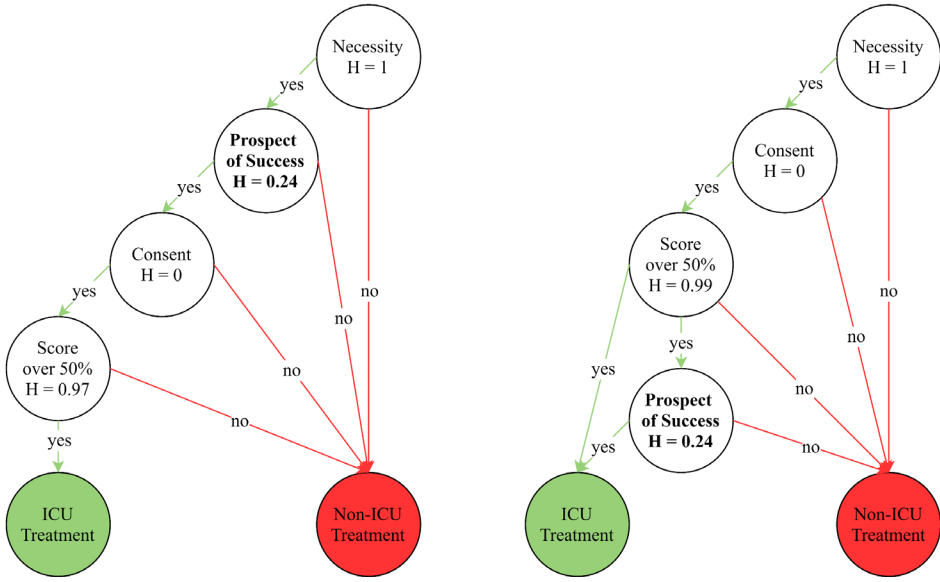 Necessity
H = 1
yes
Prospect
of Success
H = 0.24
yes
Consent
H = 0
yes
Score
over 50%
H = 0.97
yes
no
no
no
no
ICU
Treatment
Non-ICU
Treatment
Necessity
H = 1
yes
Consent
H = 0
yes
Score
over 50%
H = 0.99
yes
yes
Prospect
of Success
H = 0.24
yes
no
no
no
no
ICU
Treatment
Non-ICU
Treatment